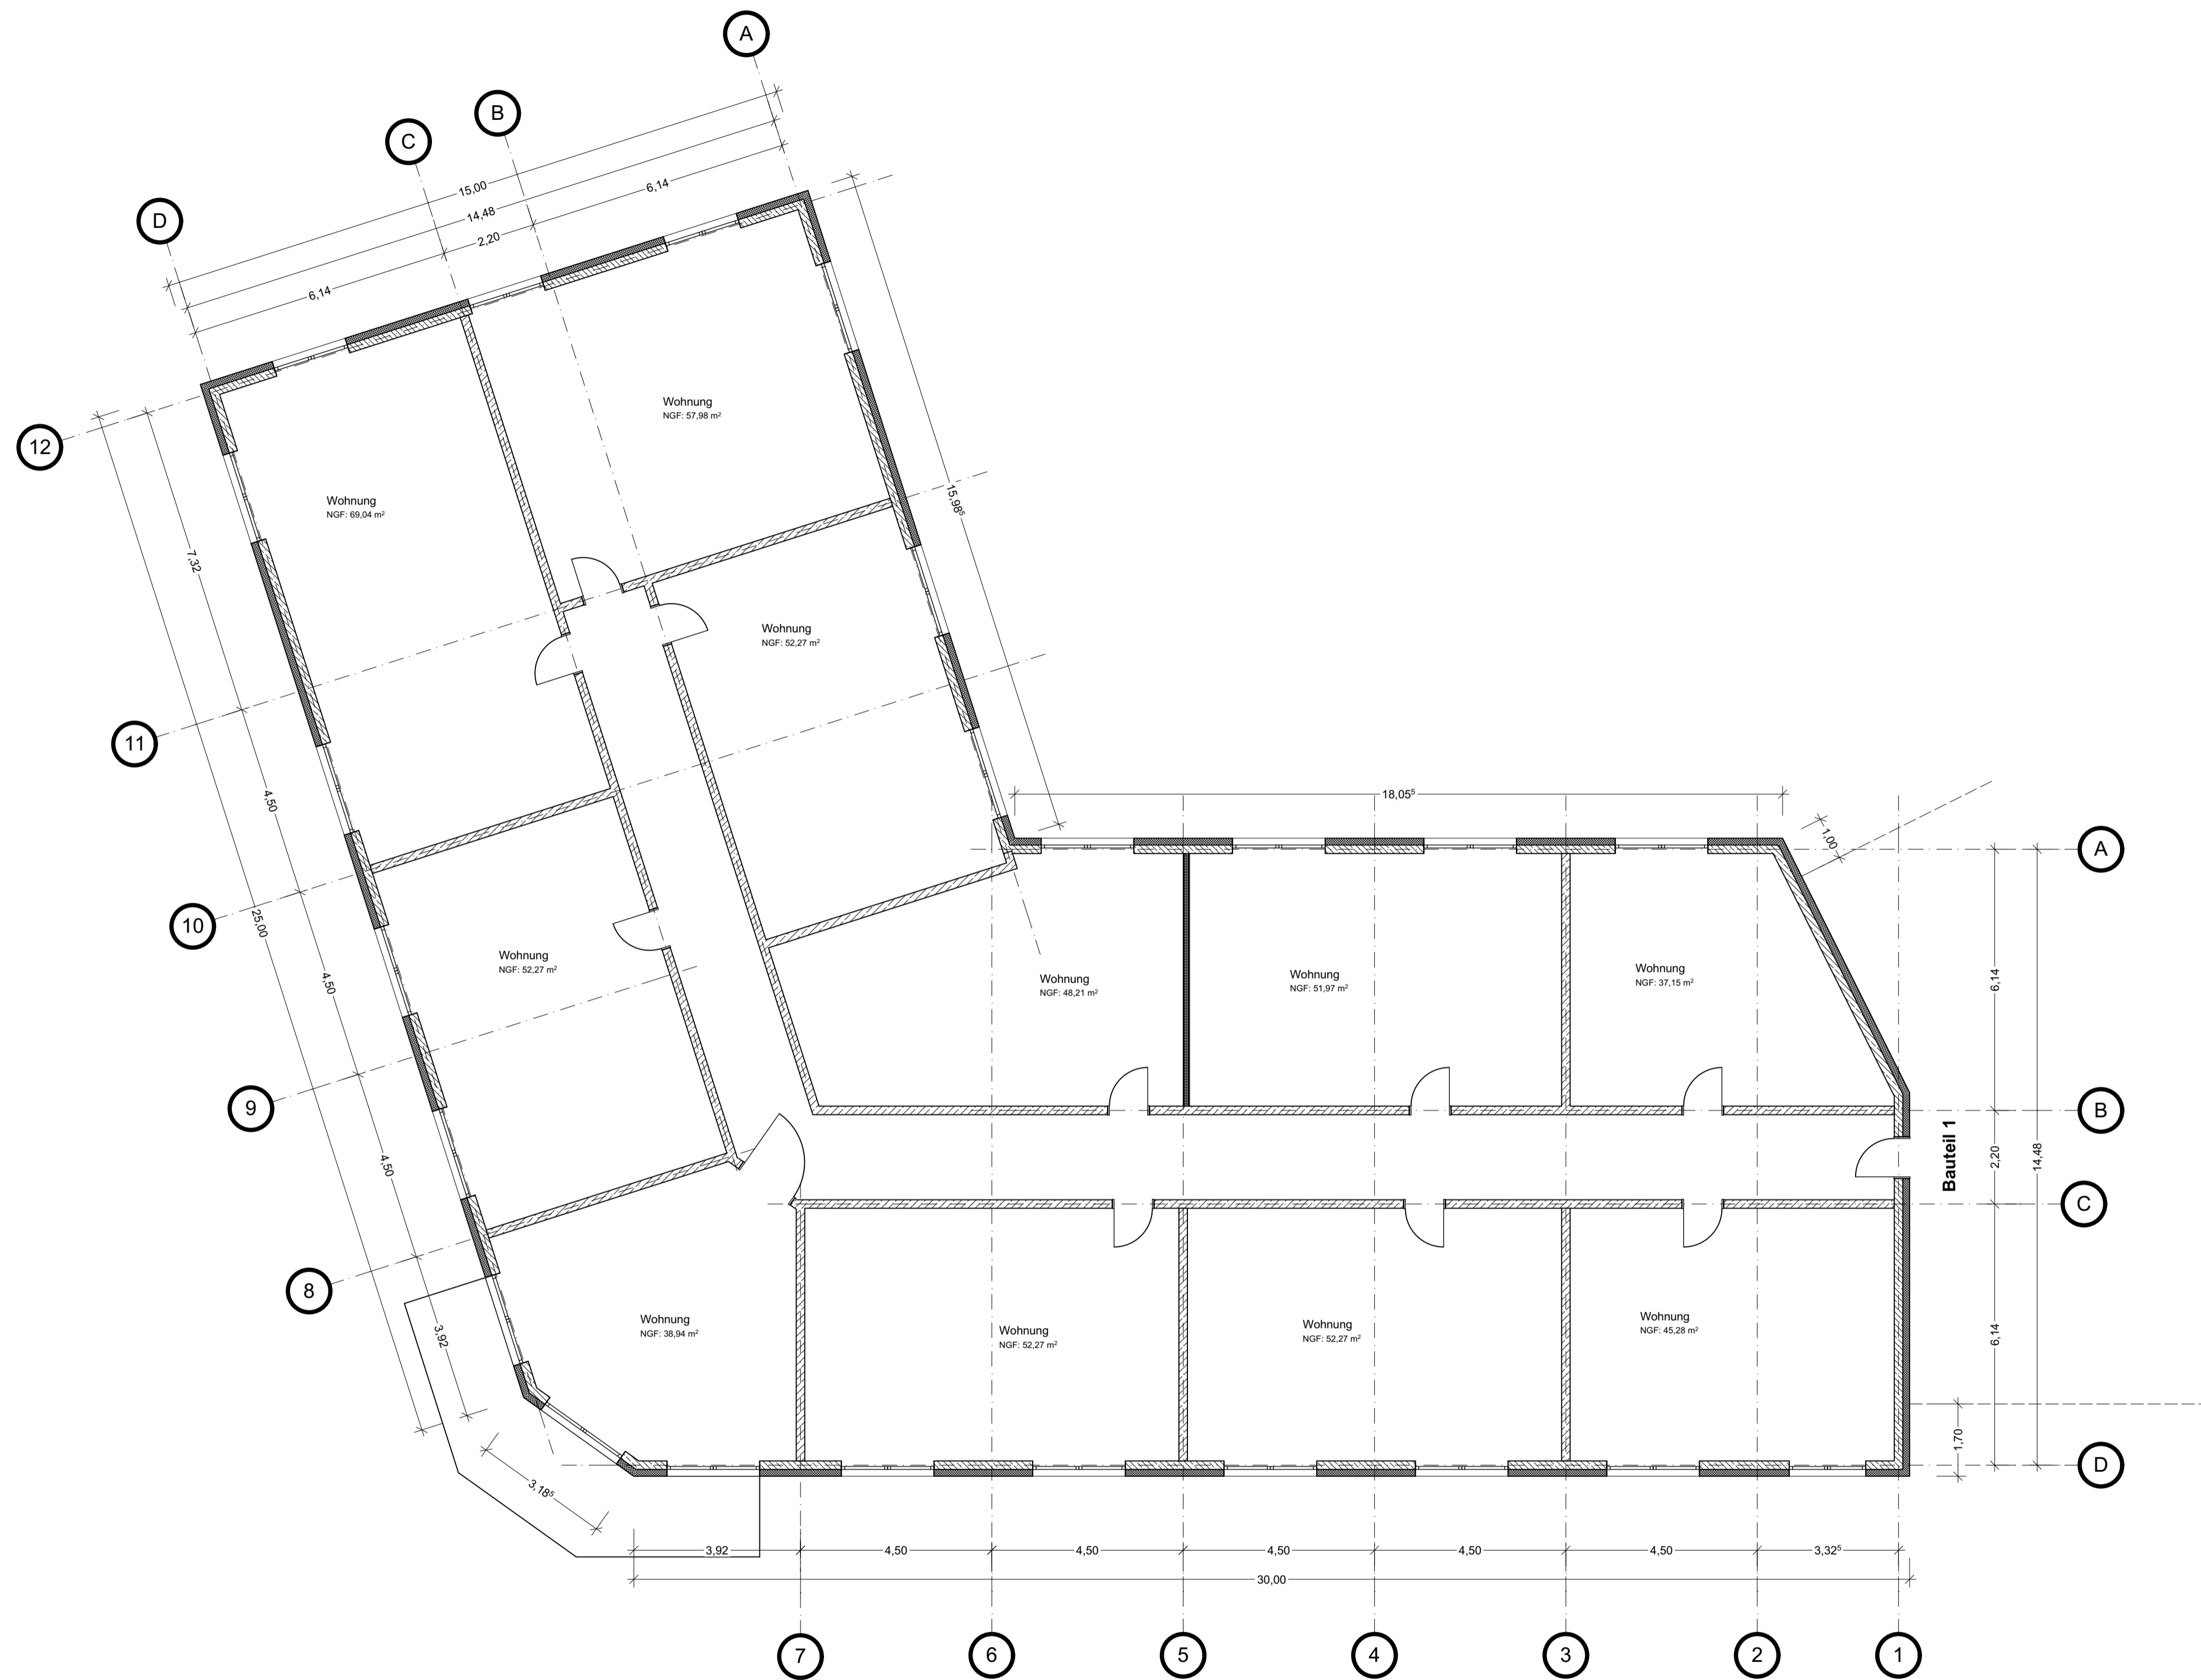 A
B
C
D
15,00
14,48
6,14
2,20
6,14
12
11
10
9
8
7,32
4,50
4,50
4,50
3,92
25,00
15,98⁵
Wohnung
NGF: 57,98 m²
Wohnung
NGF: 69,04 m²
Wohnung
NGF: 52,27 m²
Wohnung
NGF: 52,27 m²
18,05⁵
1,00
A
Wohnung
NGF: 48,21 m²
Wohnung
NGF: 51,97 m²
Wohnung
NGF: 37,15 m²
6,14
B
Bauteil 1
2,20
14,48
C
Wohnung
NGF: 38,94 m²
Wohnung
NGF: 52,27 m²
Wohnung
NGF: 52,27 m²
Wohnung
NGF: 45,28 m²
6,14
1,70
D
3,18⁵
3,92
4,50
4,50
4,50
4,50
4,50
3,32⁵
30,00
7
6
5
4
3
2
1